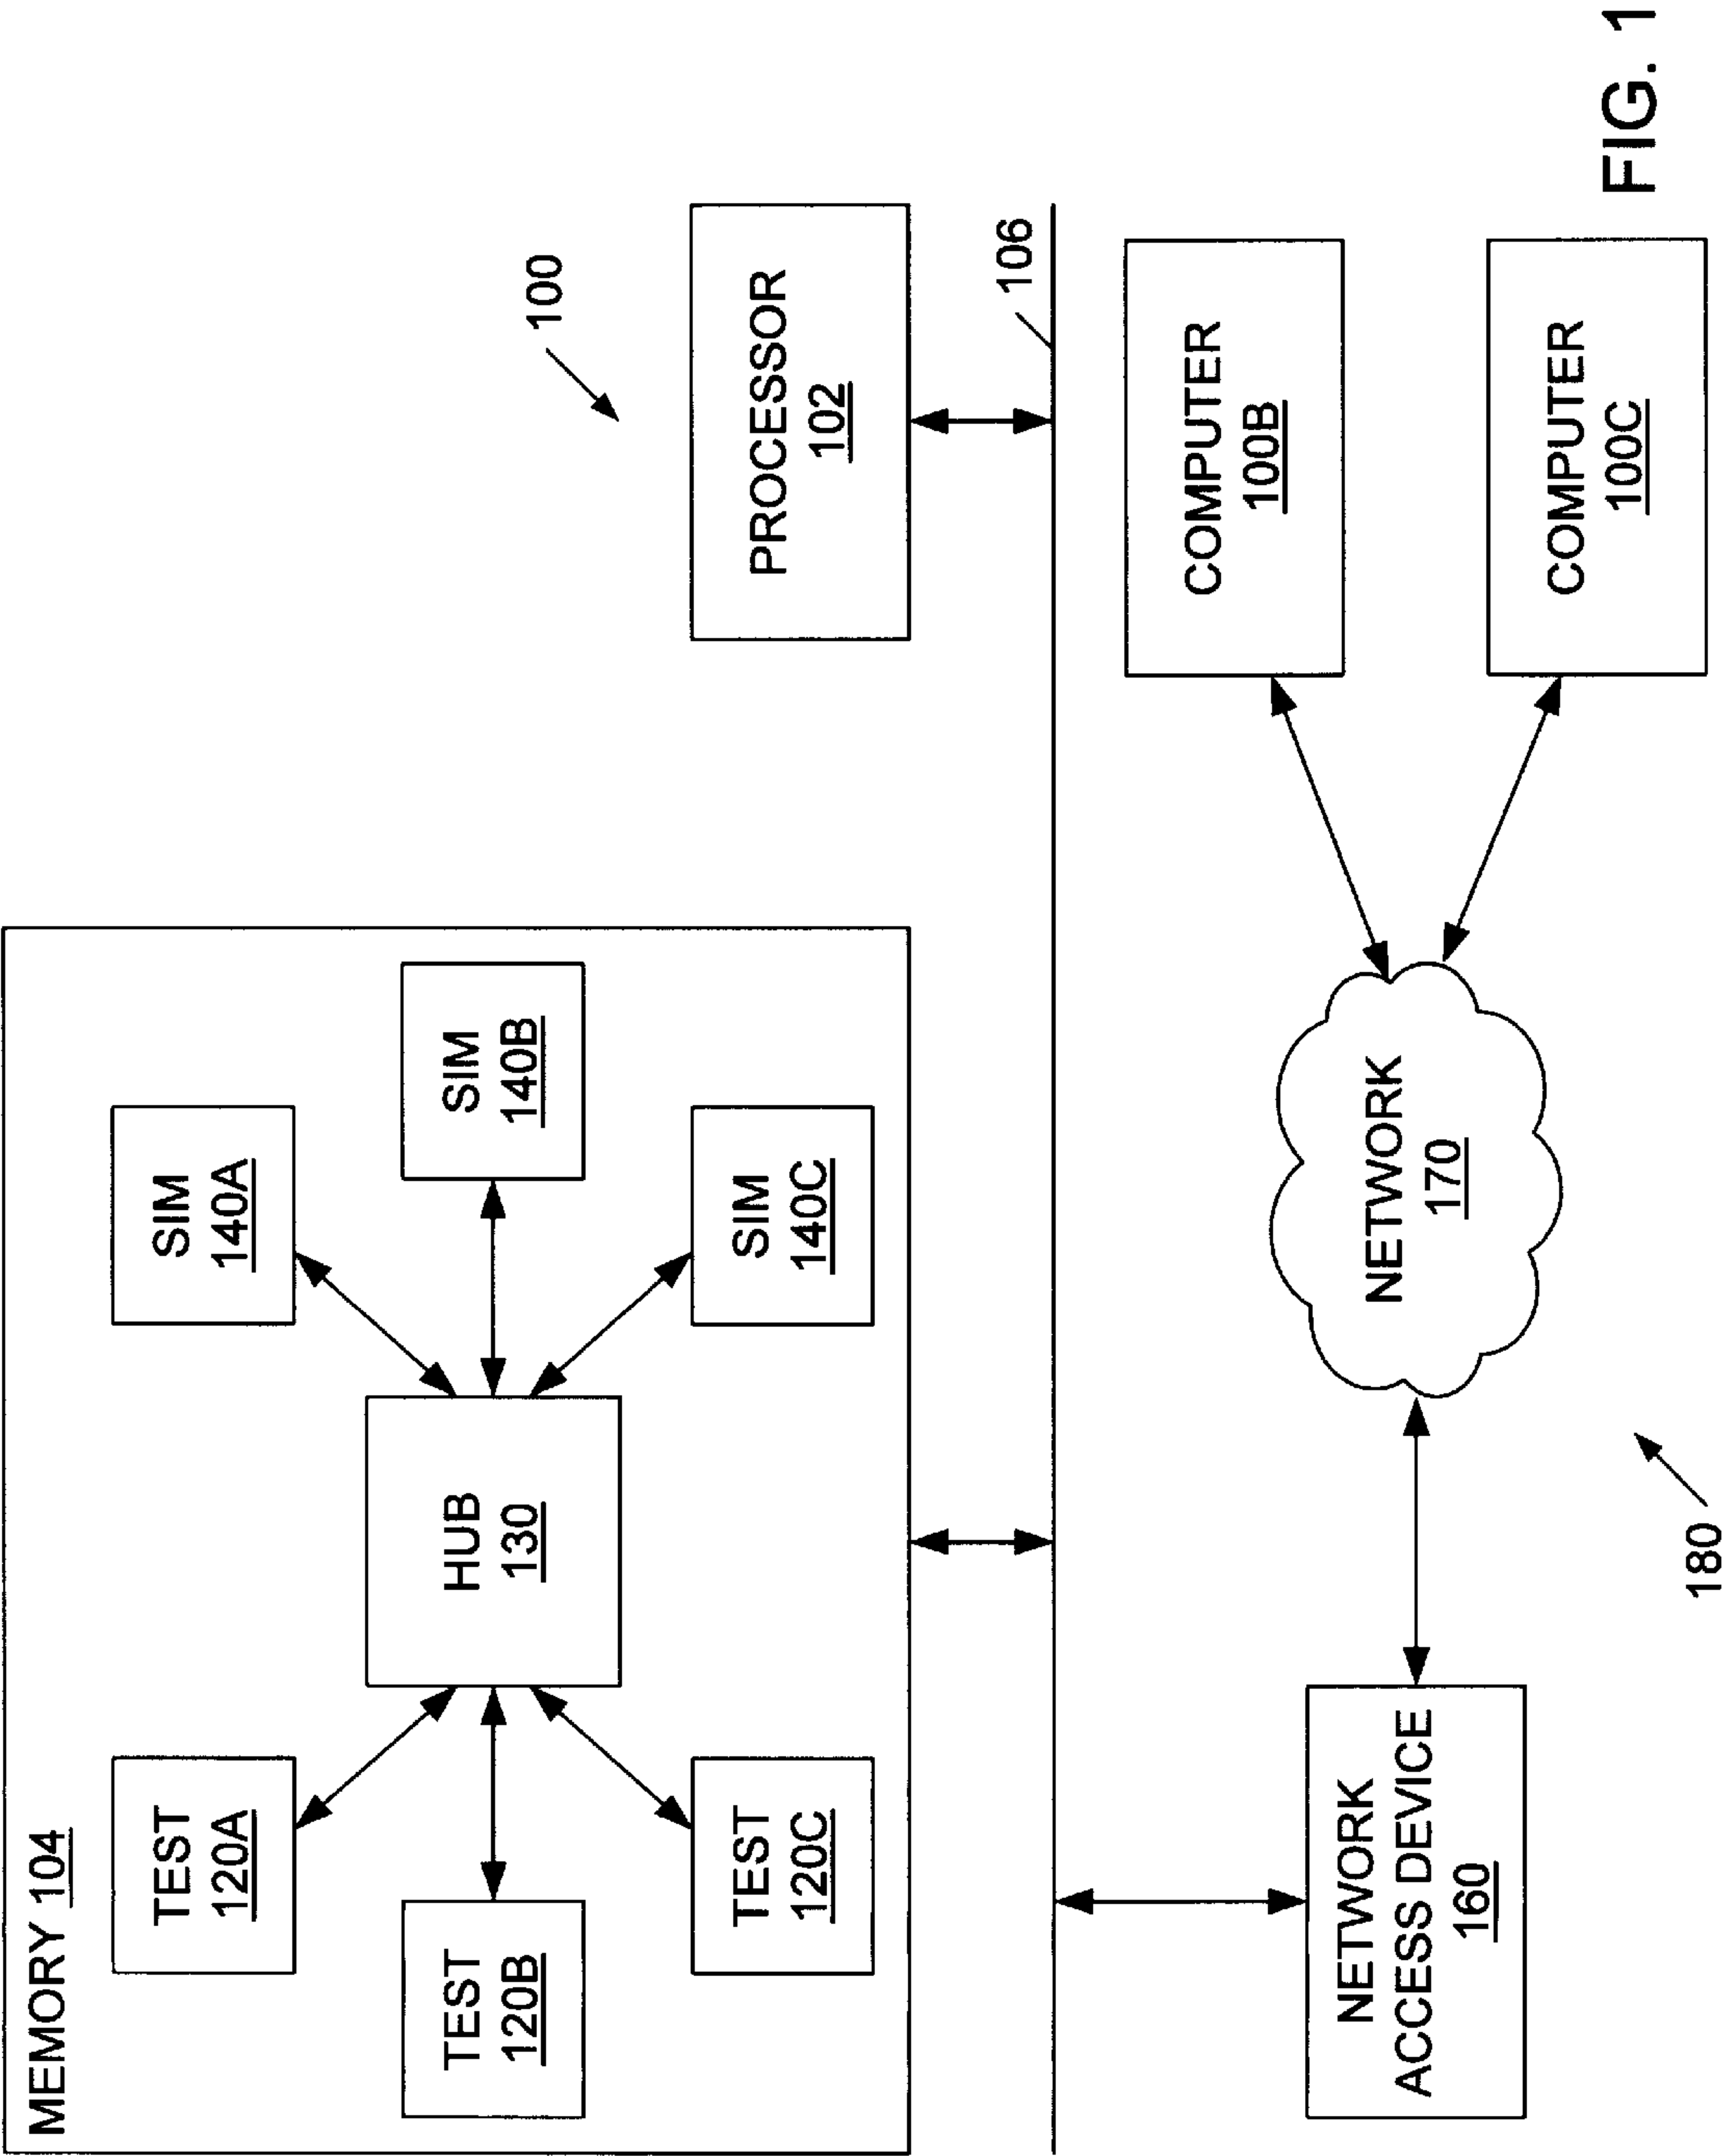 MEMORY 104
TEST
120A
TEST
120B
TEST
120C
HUB
130
SIM
140A
SIM
140B
SIM
140C
100
PROCESSOR
102
106
NETWORK
ACCESS DEVICE
160
NETWORK
170
COMPUTER
100B
COMPUTER
100C
180
FIG. 1